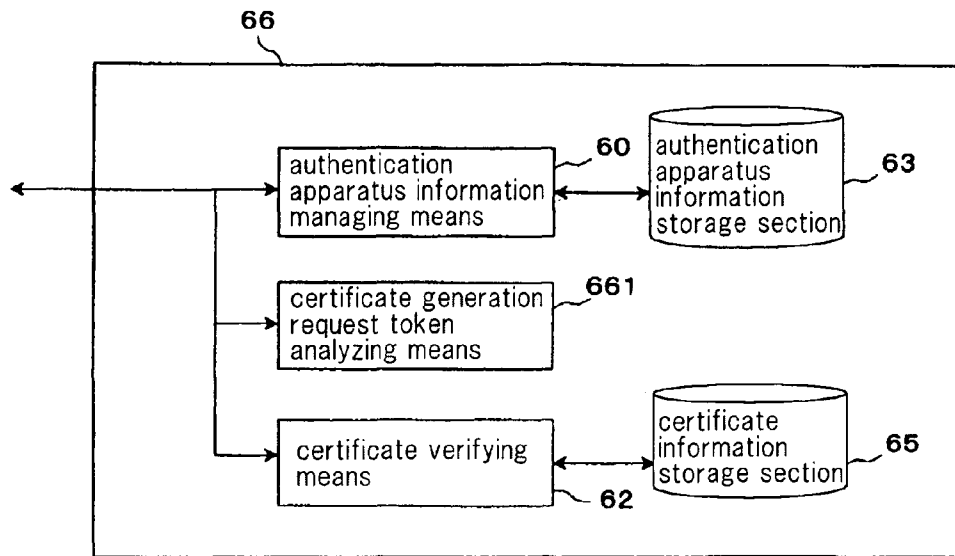 66
authentication
apparatus information
managing means
60
authentication
apparatus
information
storage section
63
certificate generation
request token
analyzing means
661
certificate verifying
means
62
certificate
information
storage section
65